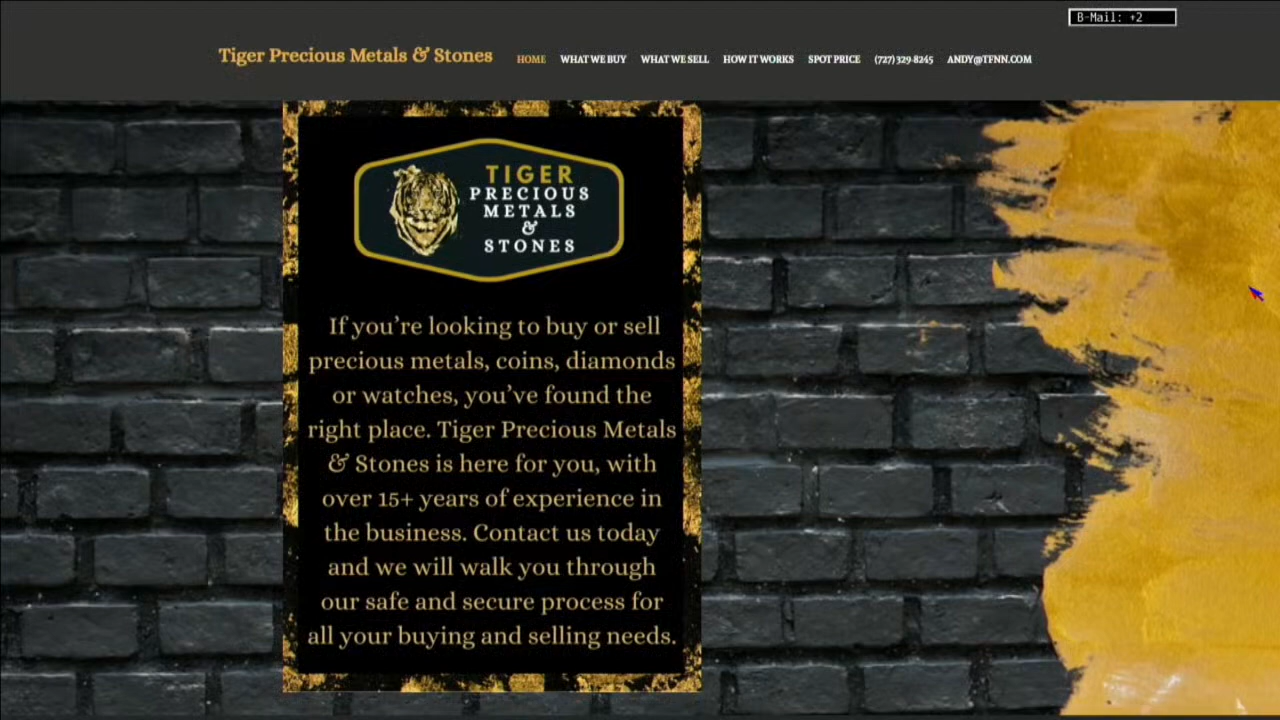 B-Mail: +2
Tiger Precious Metals & Stones
HOME WHAT WE BUY WHAT WE SELL HOW IT WORKS SPOT PRICE (727) 329-8245 ANDY@TFNN.COM
TIGER
PRECIOUS
METALS
&
STONES
If you're looking to buy or sell
precious metals, coins, diamonds
or watches, you've found the
right place. Tiger Precious Metals
& Stones is here for you, with
over 15+ years of experience in
the business. Contact us today
and we will walk you through
our safe and secure process for
all your buying and selling needs.